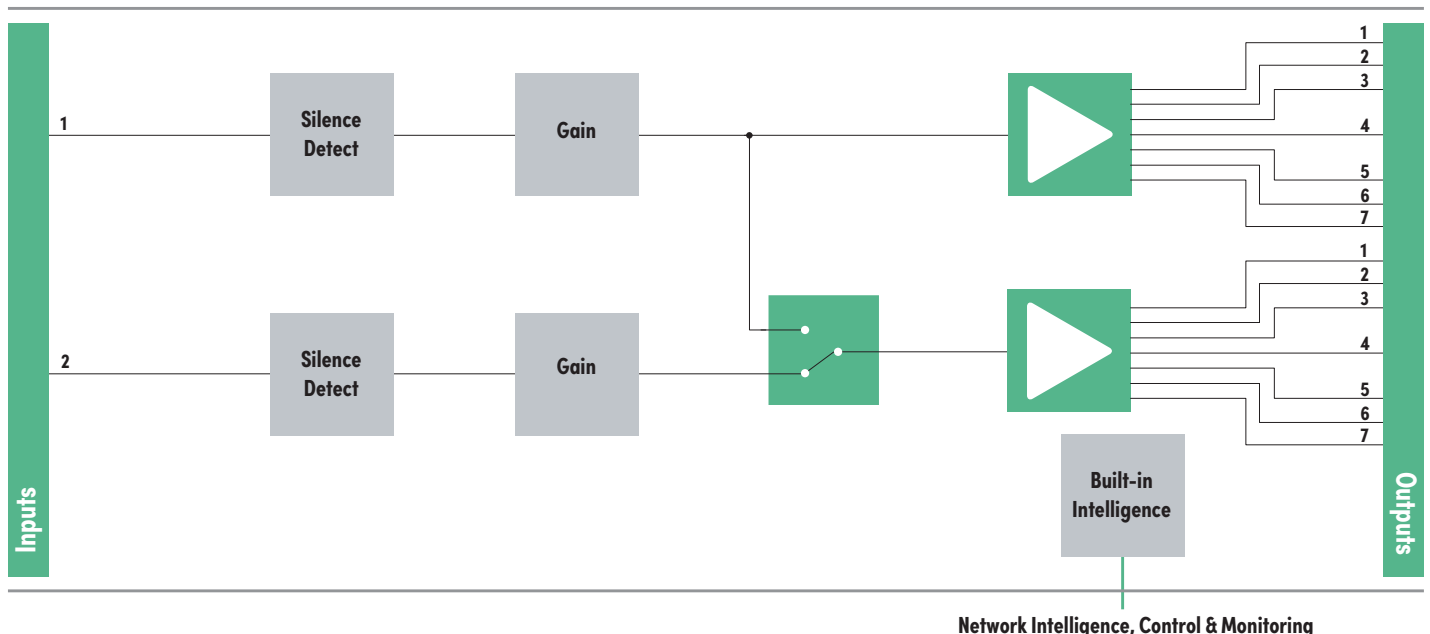 Inputs
1
Silence
Detect
Gain
1
2
3
4
5
6
7
2
Silence
Detect
Gain
1
2
3
4
5
6
7
Built-in
Intelligence
Outputs
Network Intelligence, Control & Monitoring